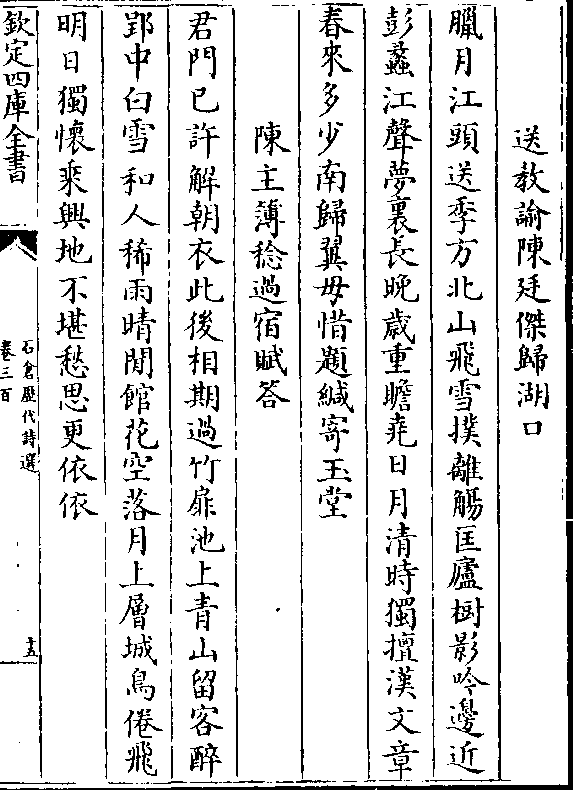 送教諭陳廷傑歸湖口
臘月江頭送季方北山飛雪撲離觴匡廬樹影吟邊近
彭蠡江聲夢裏長晚歲重瞻堯日月清時獨擅漢文章
春來多少南歸翼毋惜題緘寄玉堂
陳主簿稔過宿賦答
君門已許解朝衣此後相期過竹扉池上青山留客醉
郢中白雪和人稀雨晴閒館花空落月上層城鳥倦飛
明日獨懷乘興地不堪愁思更依依
欽定四庫全書
石倉歷代詩選
卷三百
十五